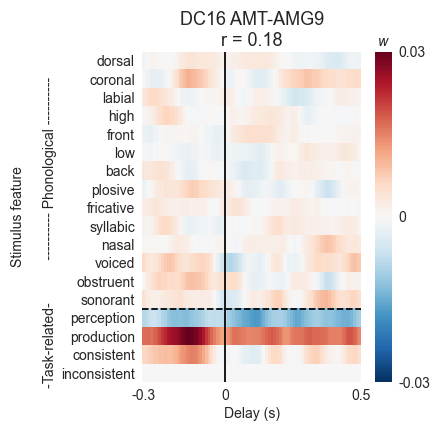 DC16 AMT-AMG9
r = 0.18
w
Stimulus feature
----------- Phonological ----------
-Task-related-
dorsal
coronal
labial
high
front
low
back
plosive
fricative
syllabic
nasal
voiced
obstruent
sonorant
perception
production
consistent
inconsistent
0.03
0
-0.03
-0.3
0
0.5
Delay (s)